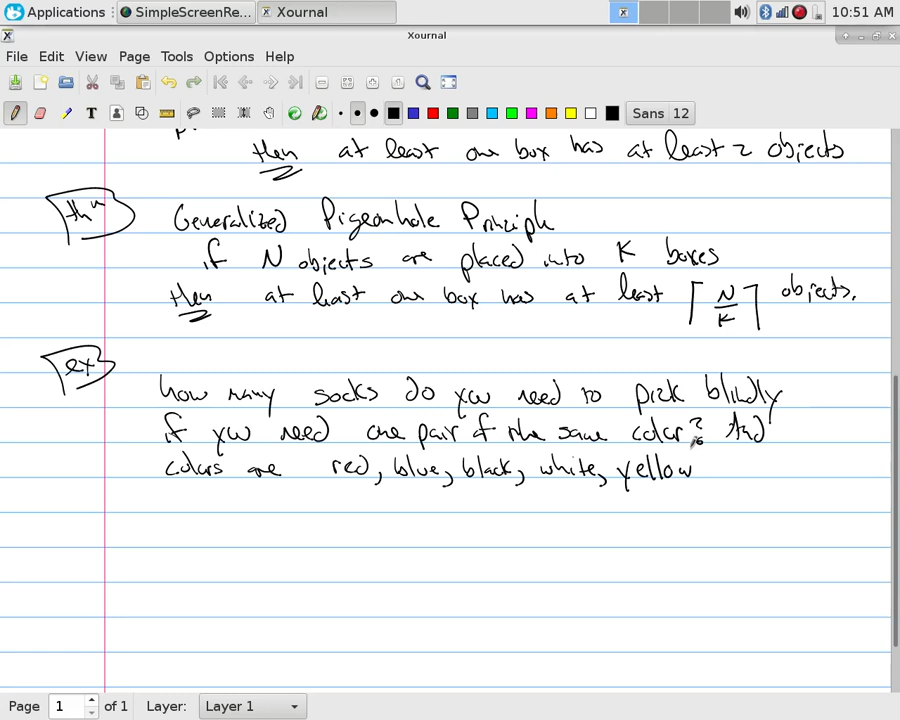 Applications
SimpleScreenRe...
Xournal
10:51 AM
Xournal
File Edit View Page Tools Options Help
Sans 12
then at least one box has at least 2 objects
thm Generalized Pigeonhole Principle
if N objects are placed into K boxes
then at least one box has at least ⌈N/K⌉ objects.
ex
how many socks do you need to pick blindly
if you need one pair of the same color? And
colors are red, blue, black, white, yellow
Page 1 of 1 Layer: Layer 1